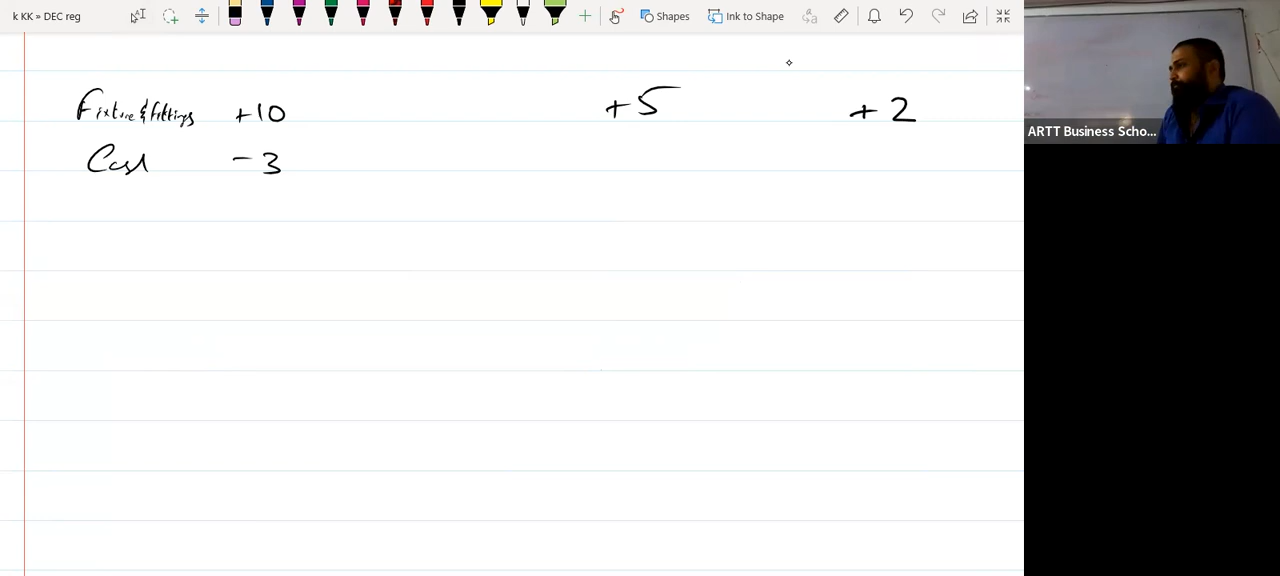 k KK » DEC reg
Shapes
Ink to Shape
Fixture & fittings +10 +5 +2
Cash - 3
ARTT Business Scho...